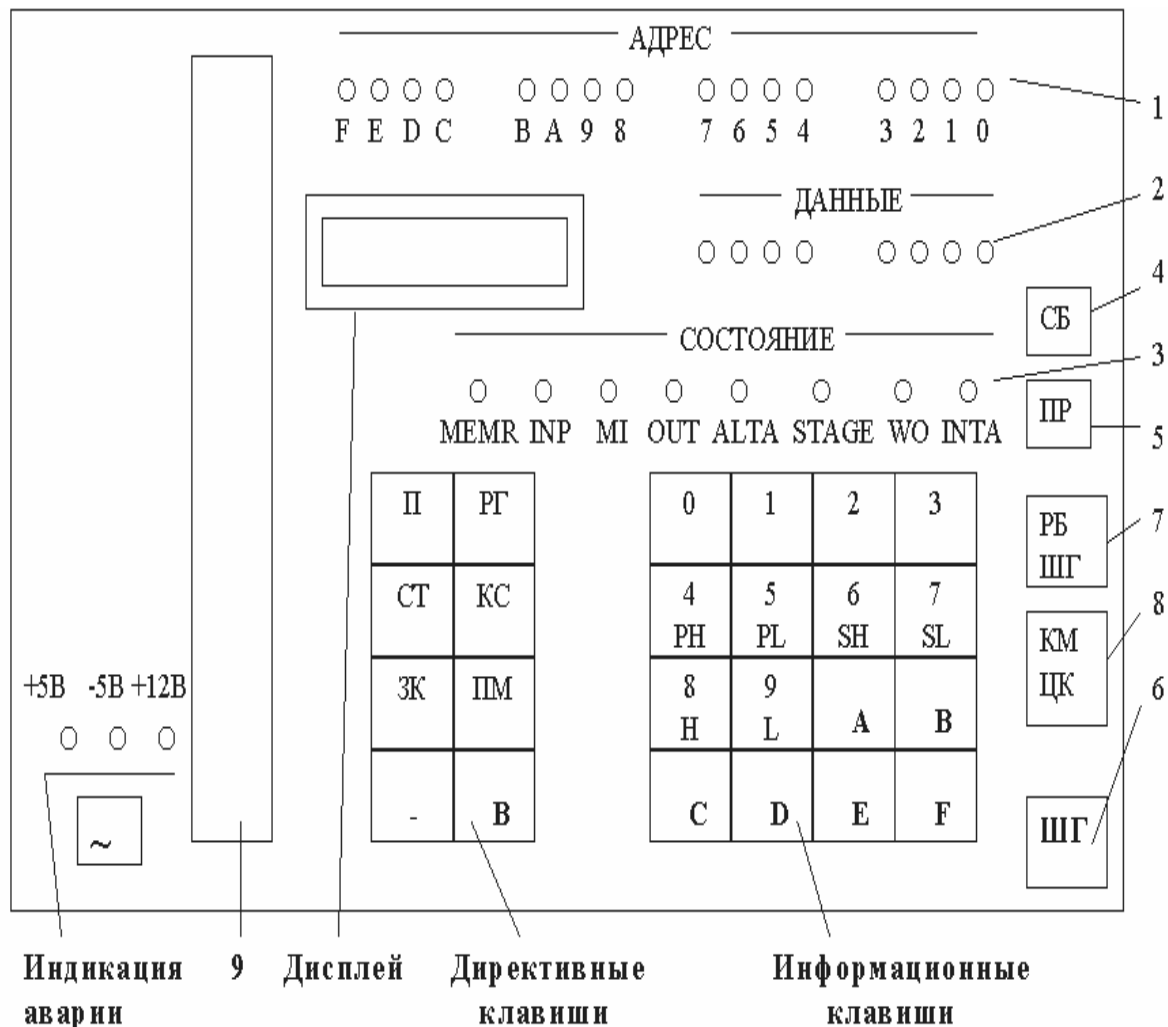 АДРЕС
F E D C B A 9 8 7 6 5 4 3 2 1 0
1
ДАННЫЕ
2
4
СБ
СОСТОЯНИЕ
3
MEMR INP MI OUT ALTA STAGE WO INTA
ПР
5
П РГ 0 1 2 3
РБ
ШГ
7
СТ КС 4 5 6 7
PH PL SH SL
8
КМ
ЦК
+5В -5В +12В
ЗК ПМ 8 9 A B
H L
6
~
- В C D E F
ШГ
Индикация 9 Дисплей Директивные Информационные
аварии клавиши клавиши